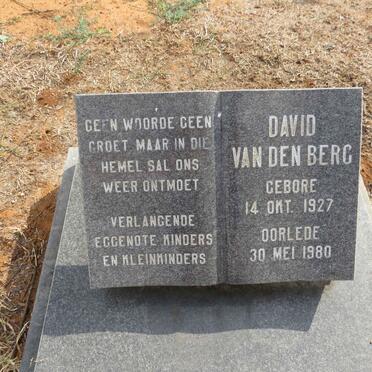 GEEN WOORDE GEEN
GROET, MAAR IN DIE
HEMEL SAL ONS
WEER ONTMOET
VERLANGENDE
EGGENOTE KINDERS
EN KLEINKINDERS
DAVID
VAN DEN BERG
GEBORE
14 OKT. 1927
OORLEDE
30 MEI 1980